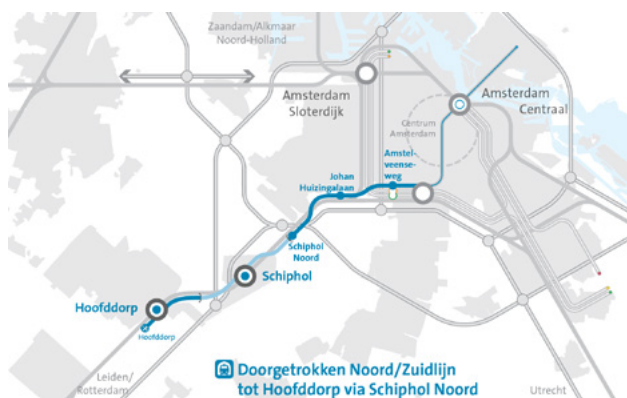 Zaandam/Alkmaar
Noord-Holland
Amsterdam
Sloterdijk
Amsterdam
Centraal
Centrum
Amsterdam
Amstel-
veense-
weg
Johan
Huizingalaan
Schiphol
Noord
Schiphol
Hoofddorp
Hoofddorp
Leiden/
Rotterdam
Doorgetrokken Noord/Zuidlijn
tot Hoofddorp via Schiphol Noord
Utrecht